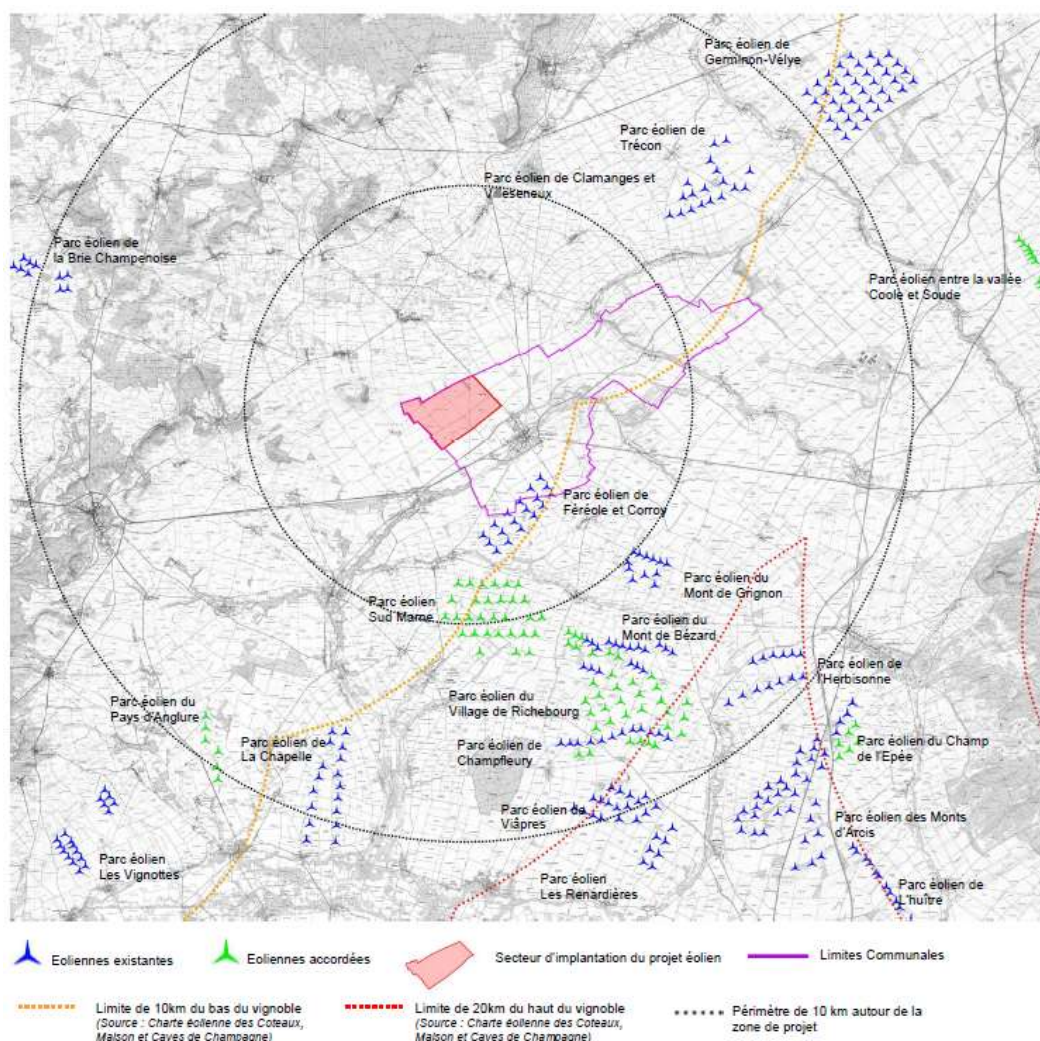 Parc éolien de
Germinon-Vélye
Parc éolien de
Trécon
Parc éolien de Clamanges et
Villeseneux
Parc éolien de
la Brie Champenoise
Parc éolien entre la vallée
Coole et Soude
Parc éolien de
Féréole et Corroy
Parc éolien du
Mont de Grignon
Parc éolien
Sud Marne
Parc éolien du
Mont de Bézard
Parc éolien de
l'Herbisonne
Parc éolien du
Pays d'Anglure
Parc éolien du
Village de Richebourg
Parc éolien de
La Chapelle
Parc éolien de
Champfleury
Parc éolien du Champ
de l'Epée
Parc éolien de
Viâpres
Parc éolien des Monts
d'Arcis
Parc éolien
Les Vignottes
Parc éolien
Les Renardières
Parc éolien de
L'huître
Eoliennes existantes
Eoliennes accordées
Secteur d'implantation du projet éolien
Limites Communales
Limite de 10km du bas du vignoble
(Source : Charte éolienne des Coteaux,
Maison et Caves de Champagne)
Limite de 20km du haut du vignoble
(Source : Charte éolienne des Coteaux,
Maison et Caves de Champagne)
Périmètre de 10 km autour de la
zone de projet